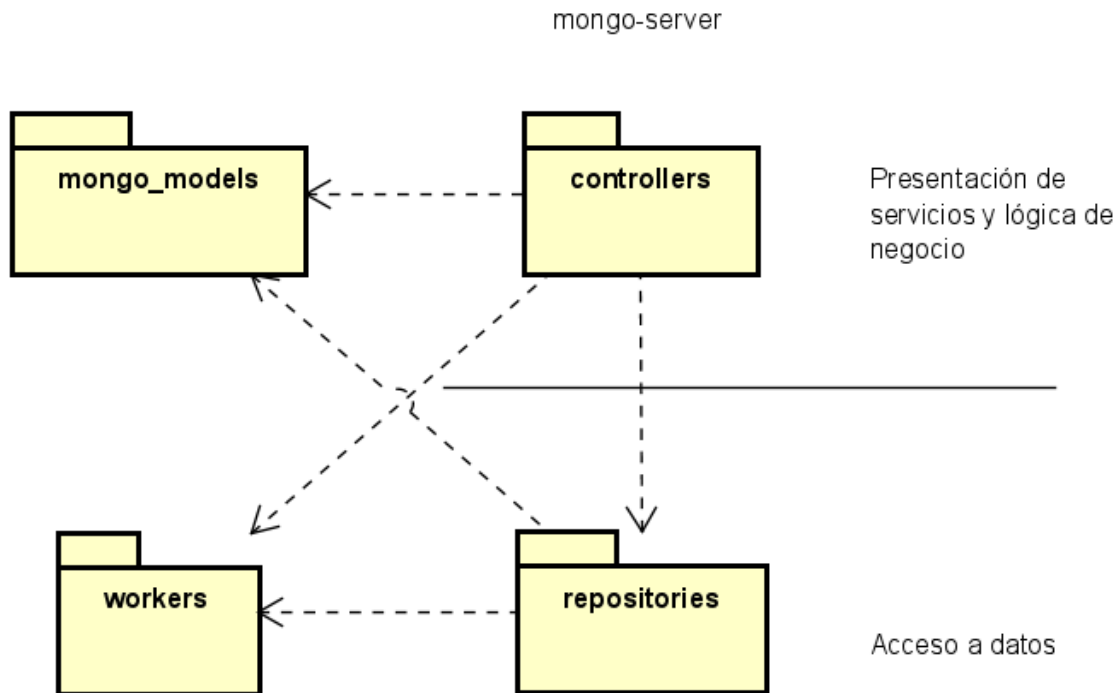 mongo-server
mongo_models
controllers
Presentación de
servicios y lógica de
negocio
workers
repositories
Acceso a datos